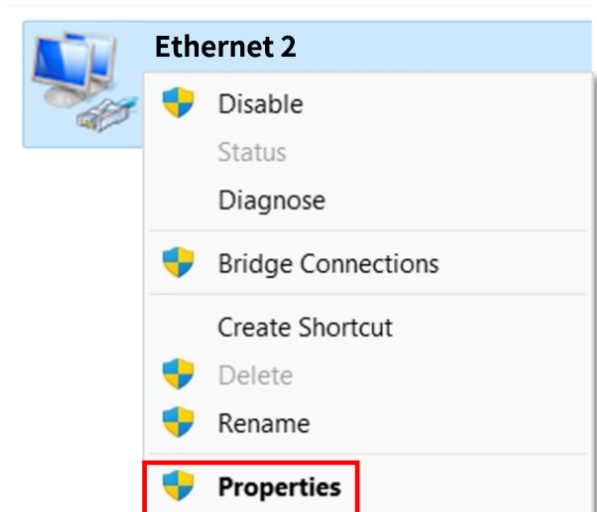 Ethernet 2
Disable
Status
Diagnose
Bridge Connections
Create Shortcut
Delete
Rename
Properties